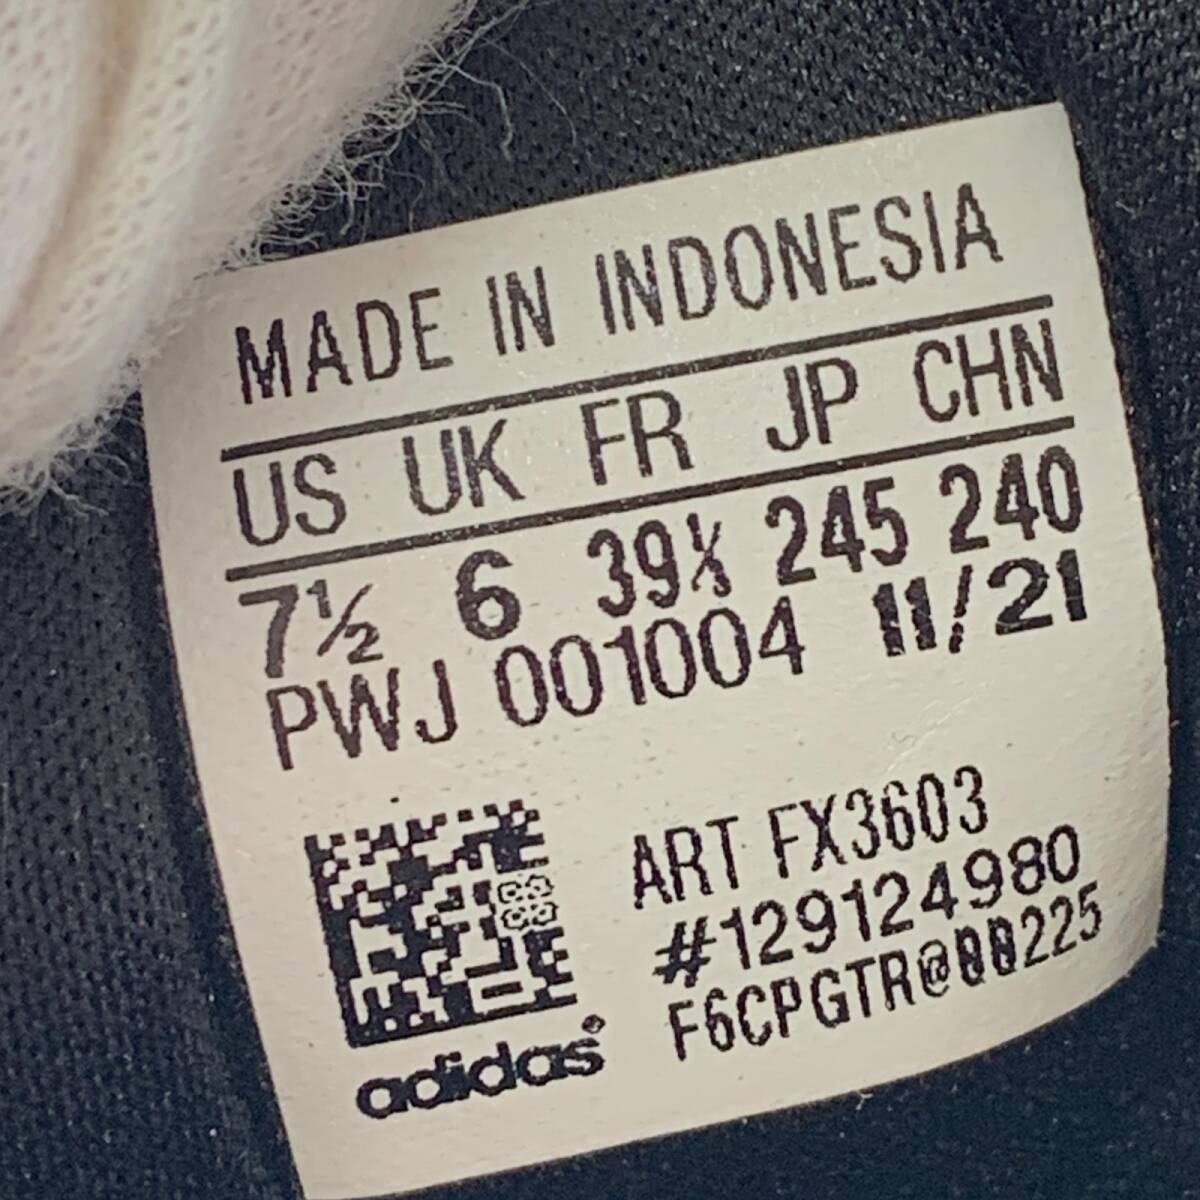 MADE IN INDONESIA
US UK FR JP CHN
7½ 6 39⅓ 245 240
PWJ 001004 11/21
ART FX3603
#129124980
F6CPGTR@00225
adidas®